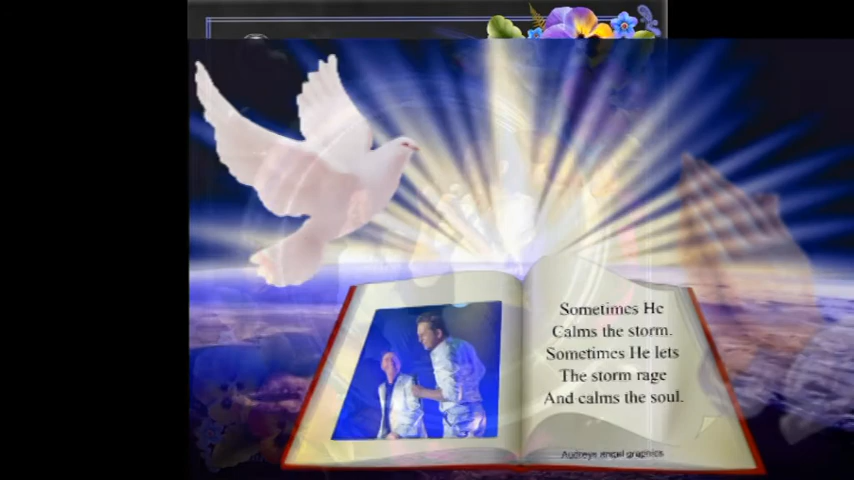 Sometimes He
Calms the storm.
Sometimes He lets
The storm rage
And calms the soul.
Audreys angel graphics